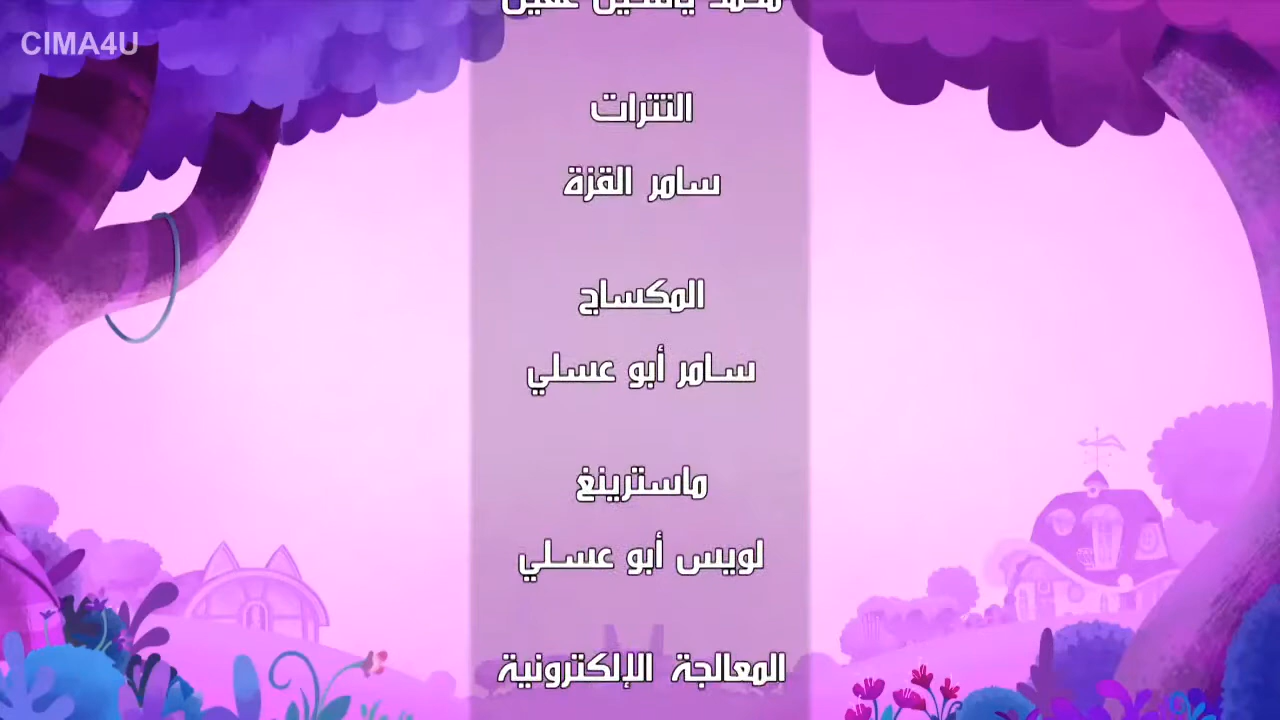 CIMA4U
التترات
سامر القزة
المكساج
سامر أبو عسلي
ماسترينغ
لويس أبو عسلي
المعالجة الإلكترونية